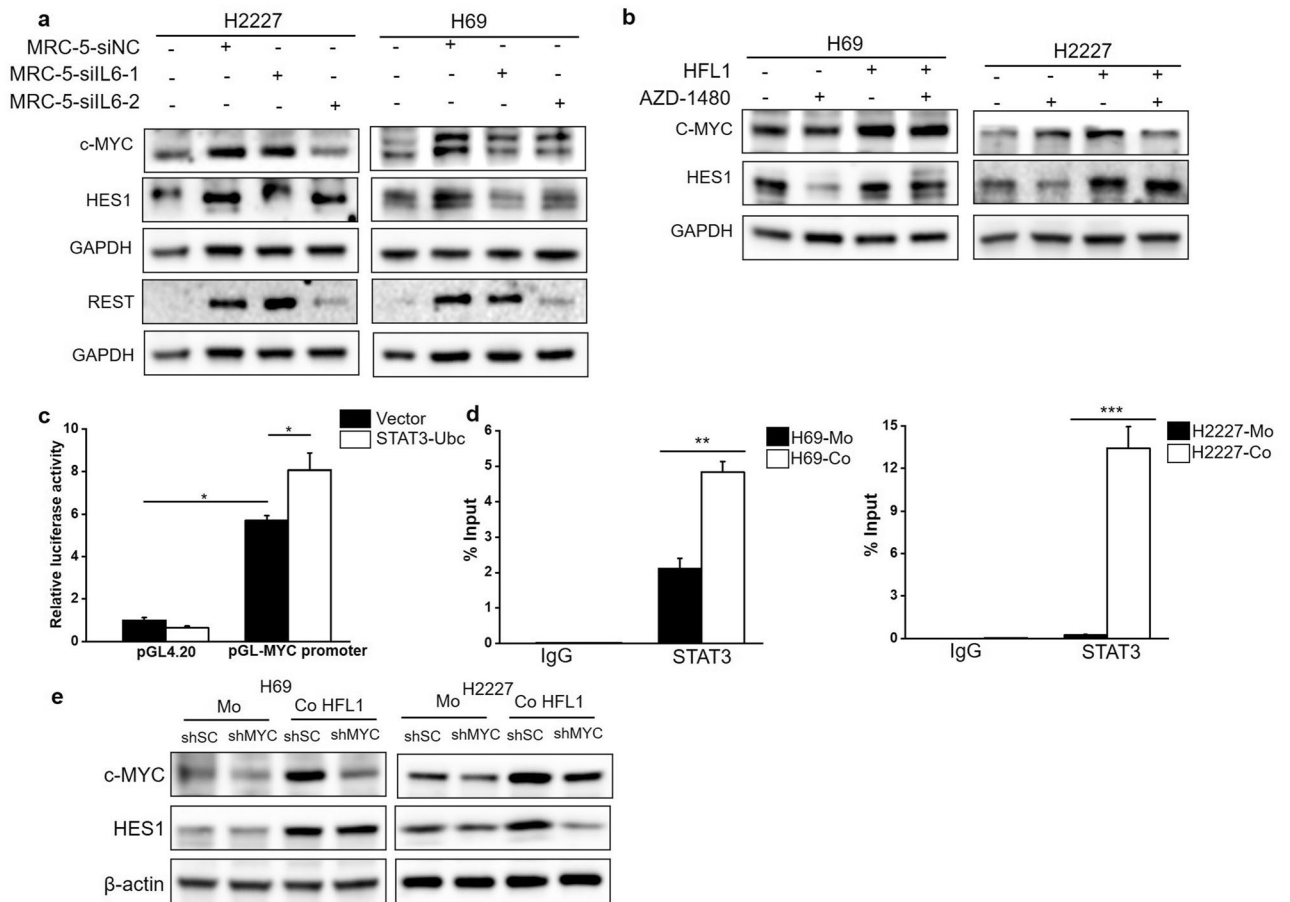 a
H2227 H69
MRC-5-siNC - + - - - + - -
MRC-5-siIL6-1 - - + - - - + -
MRC-5-siIL6-2 - - - + - - - +
c-MYC
HES1
GAPDH
REST
GAPDH
b
H69 H2227
HFL1 - - + + - - + +
AZD-1480 - + - + - + - +
C-MYC
HES1
GAPDH
c
Relative luciferase activity
10
8
6
4
2
0
* *
Vector
STAT3-Ubc
pGL4.20 pGL-MYC promoter
d
% Input
6
5
4
3
2
1
0
**
H69-Mo
H69-Co
IgG STAT3
% Input
15
12
9
6
3
0
***
H2227-Mo
H2227-Co
IgG STAT3
e
H69 H2227
Mo Co HFL1 Mo Co HFL1
shSC shMYC shSC shMYC shSC shMYC shSC shMYC
c-MYC
HES1
β-actin